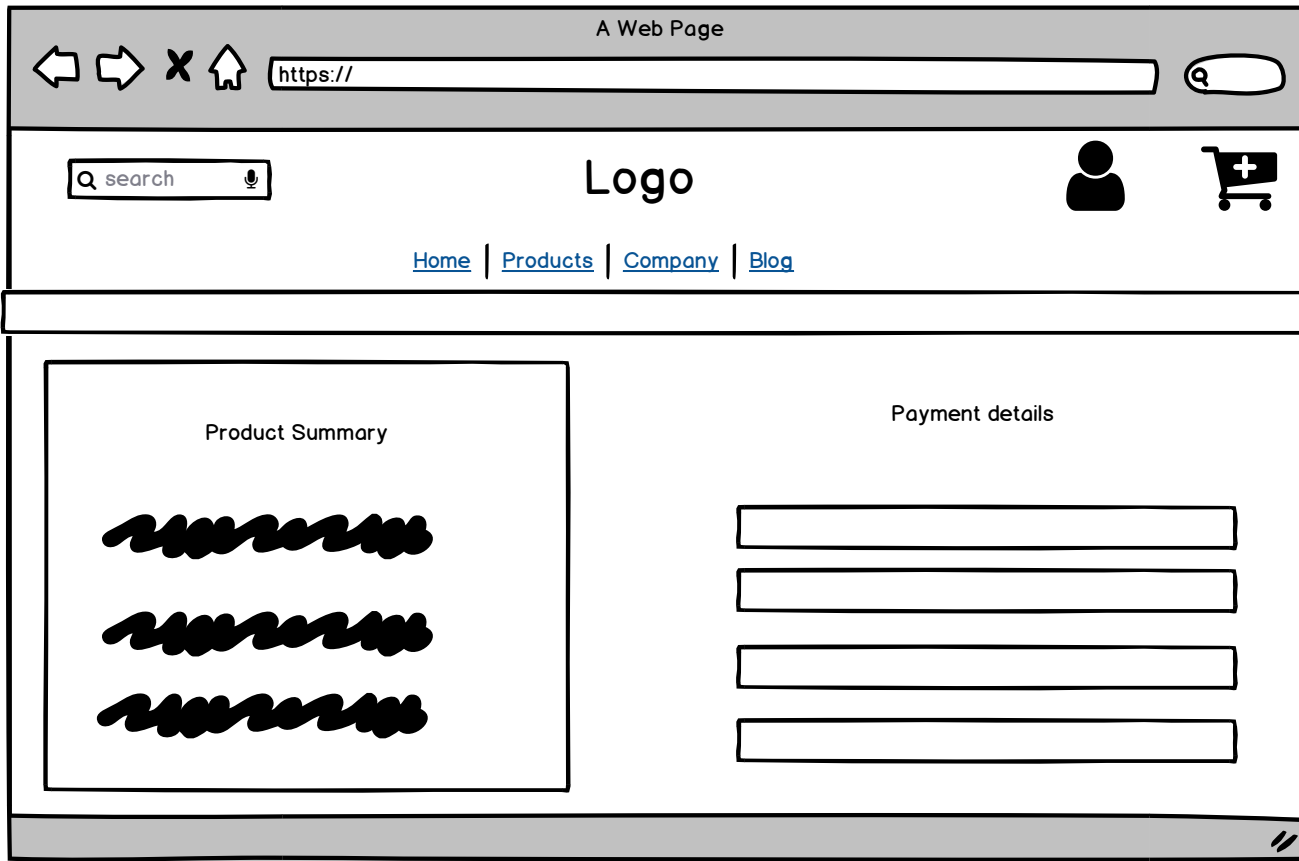 A Web Page
https://
search
Logo
Home Products Company Blog
Payment details
Product Summary